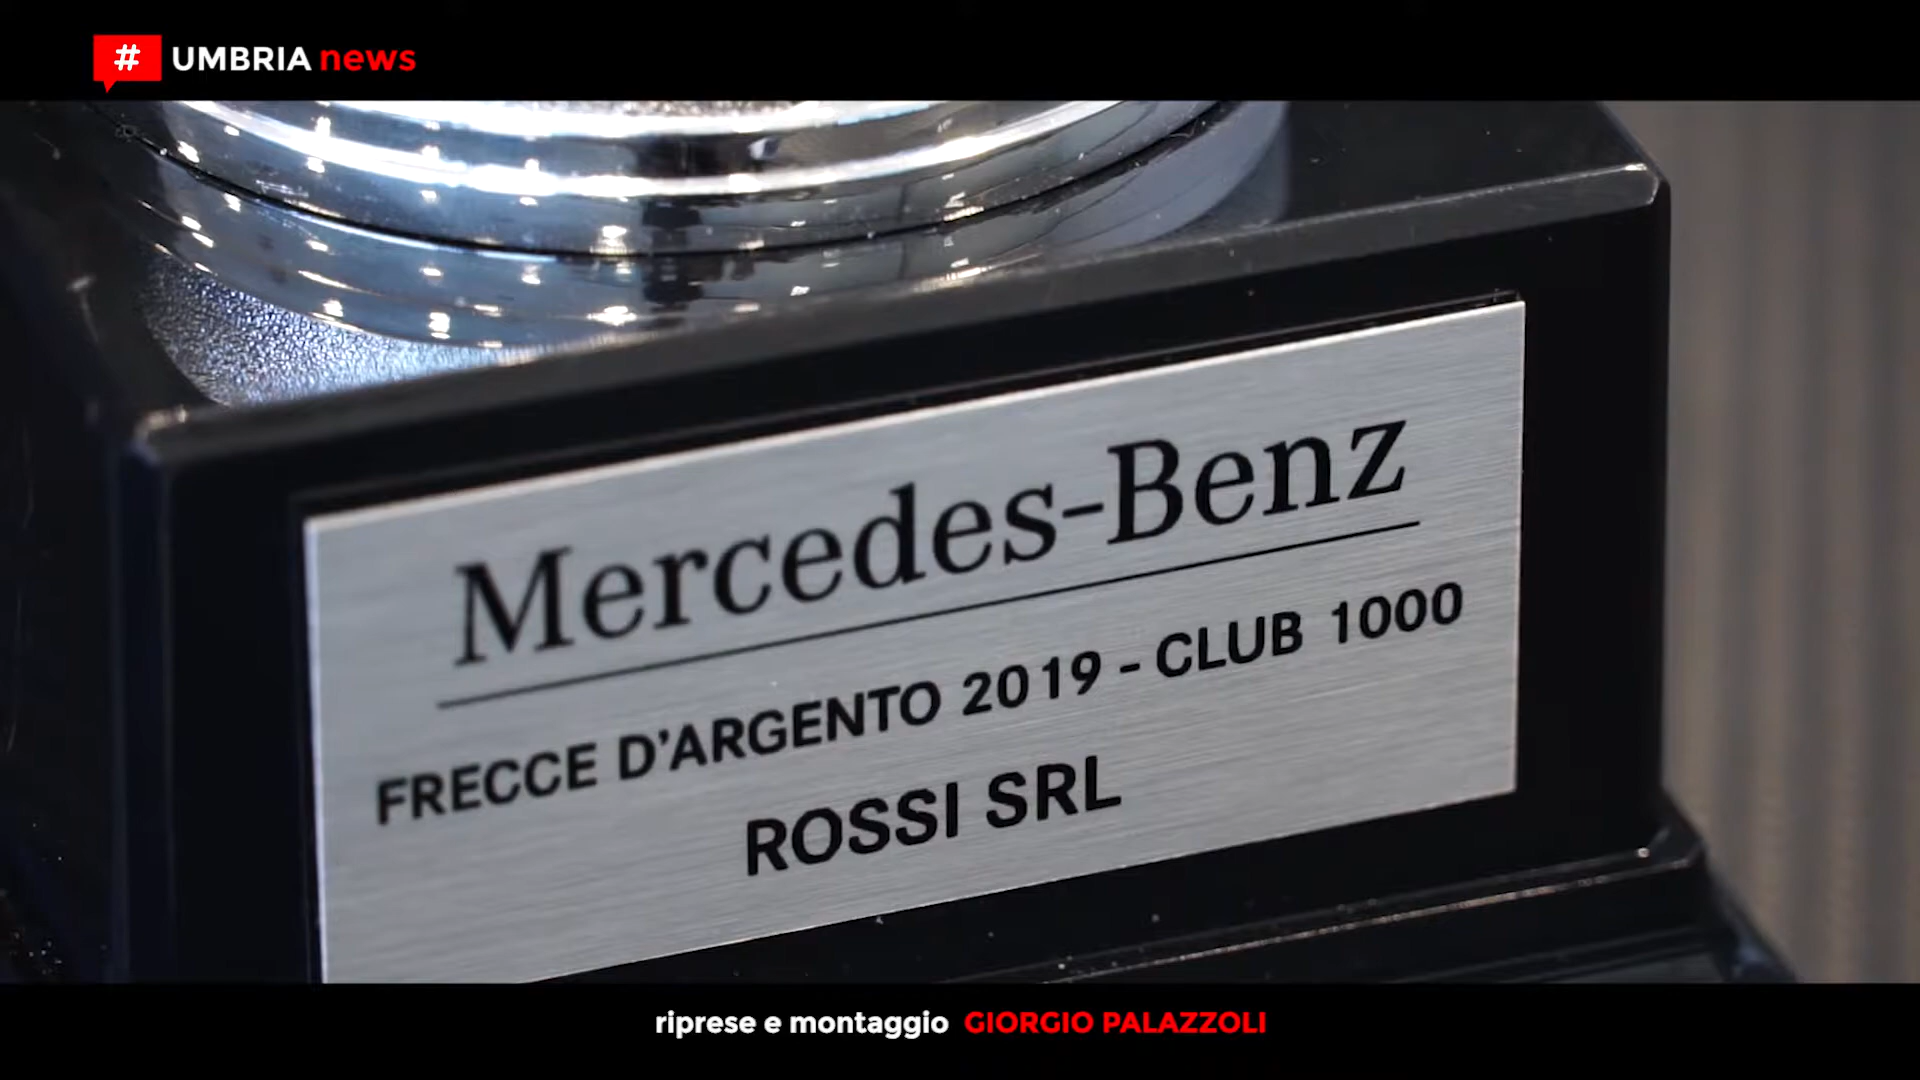 # UMBRIA news
Mercedes-Benz
FRECCE D'ARGENTO 2019 - CLUB 1000
ROSSI SRL
riprese e montaggio GIORGIO PALAZZOLI